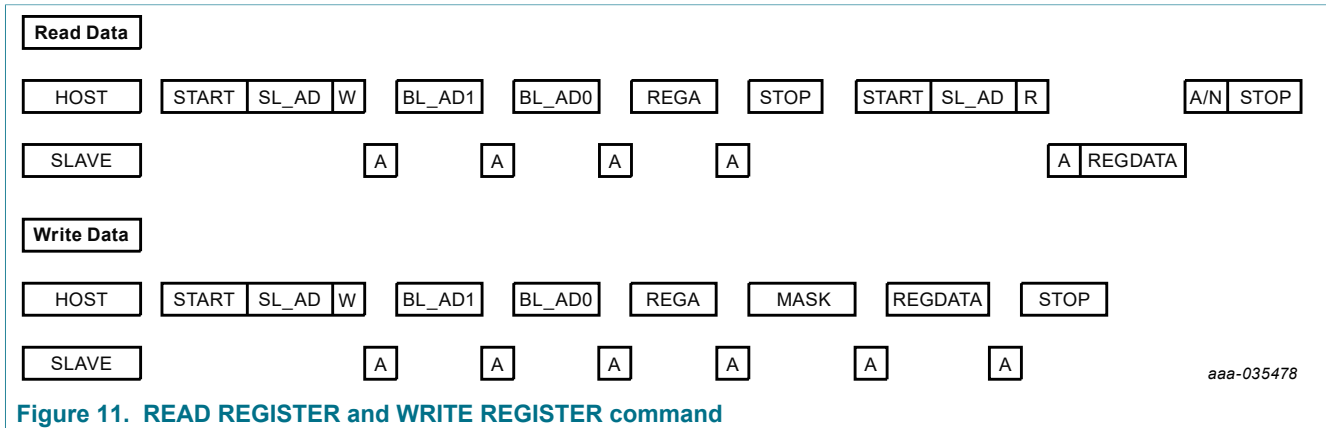 Read Data
HOST START SL_AD W BL_AD1 BL_AD0 REGA STOP START SL_AD R A/N STOP
SLAVE A A A A A REGDATA
Write Data
HOST START SL_AD W BL_AD1 BL_AD0 REGA MASK REGDATA STOP
SLAVE A A A A A A
aaa-035478
Figure 11. READ REGISTER and WRITE REGISTER command